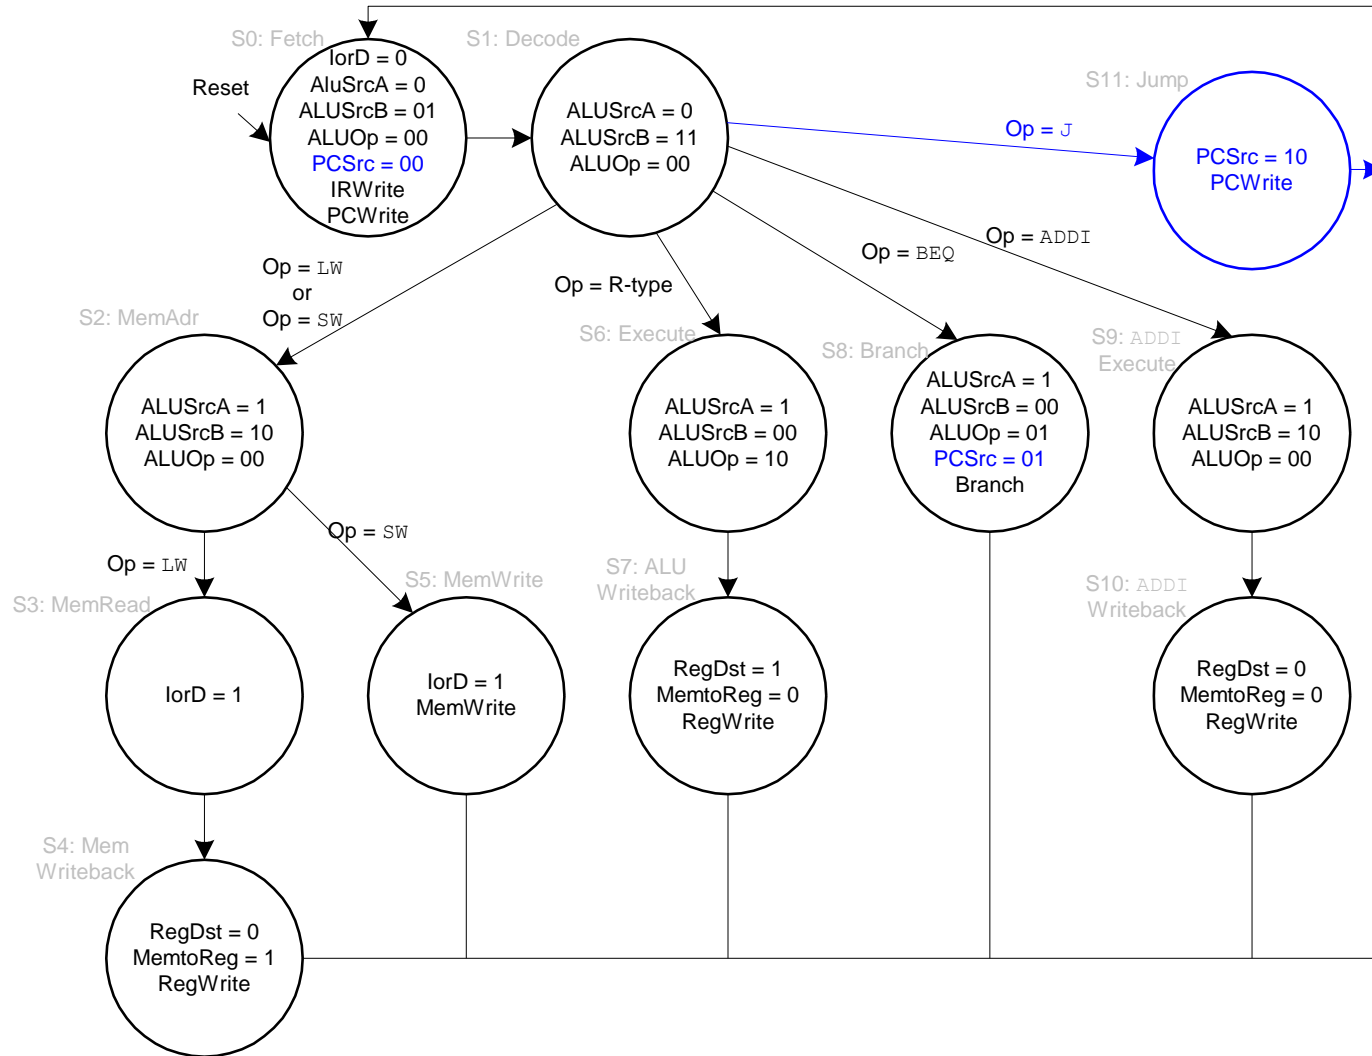 S0: Fetch
IorD = 0
AluSrcA = 0
ALUSrcB = 01
ALUOp = 00
PCSrc = 00
IRWrite
PCWrite
Reset
S1: Decode
ALUSrcA = 0
ALUSrcB = 11
ALUOp = 00
S11: Jump
Op = J
PCSrc = 10
PCWrite
Op = LW
or
Op = SW
Op = R-type
Op = BEQ
Op = ADDI
S2: MemAdr
ALUSrcA = 1
ALUSrcB = 10
ALUOp = 00
S6: Execute
ALUSrcA = 1
ALUSrcB = 00
ALUOp = 10
S8: Branch
ALUSrcA = 1
ALUSrcB = 00
ALUOp = 01
PCSrc = 01
Branch
S9: ADDI
Execute
ALUSrcA = 1
ALUSrcB = 10
ALUOp = 00
Op = LW
Op = SW
S3: MemRead
IorD = 1
S5: MemWrite
IorD = 1
MemWrite
S7: ALU
Writeback
RegDst = 1
MemtoReg = 0
RegWrite
S10: ADDI
Writeback
RegDst = 0
MemtoReg = 0
RegWrite
S4: Mem
Writeback
RegDst = 0
MemtoReg = 1
RegWrite